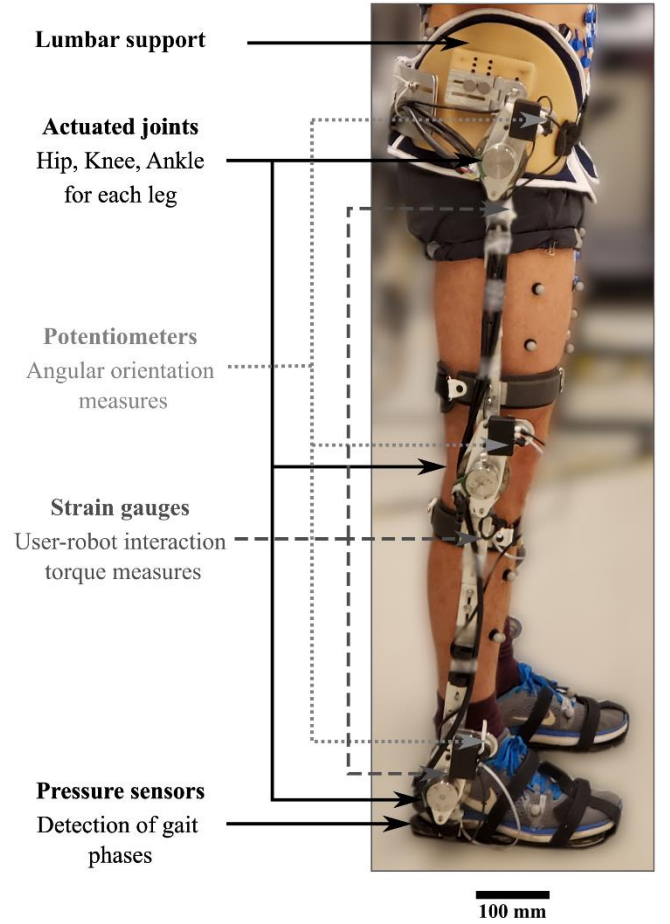 Lumbar support
Actuated joints
Hip, Knee, Ankle
for each leg
Potentiometers
Angular orientation
measures
Strain gauges
User-robot interaction
torque measures
Pressure sensors
Detection of gait
phases
100 mm